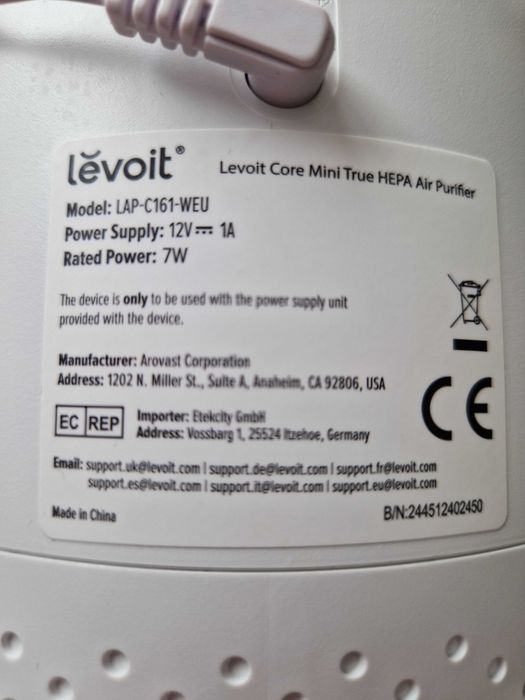 levoit®
Levoit Core Mini True HEPA Air Purifier
Model: LAP-C161-WEU
Power Supply: 12V⎓ 1A
Rated Power: 7W
The device is only to be used with the power supply unit
provided with the device.
Manufacturer: Arovast Corporation
Address: 1202 N. Miller St., Suite A, Anaheim, CA 92806, USA
EC REP
Importer: Etekcity GmbH
Address: Vossbarg 1, 25524 Itzehoe, Germany
CE
Email: support.uk@levoit.com | support.de@levoit.com | support.fr@levoit.com
support.es@levoit.com | support.it@levoit.com | support.eu@levoit.com
Made in China
B/N:244512402450